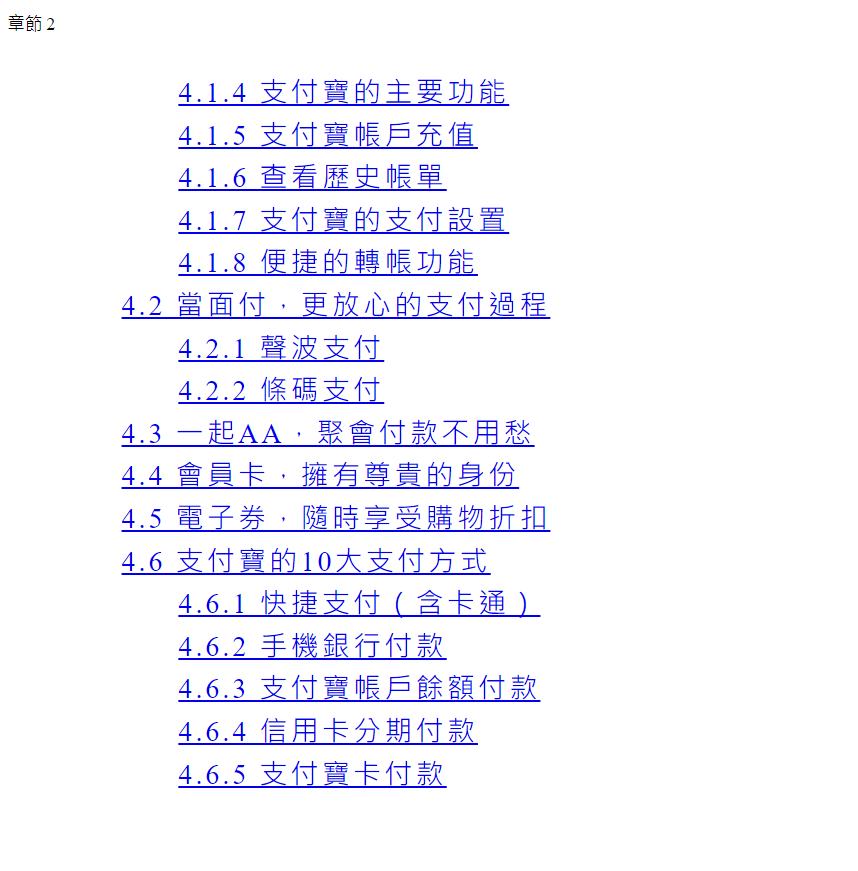 章節 2
4.1.4 支付寶的主要功能
4.1.5 支付寶帳戶充值
4.1.6 查看歷史帳單
4.1.7 支付寶的支付設置
4.1.8 便捷的轉帳功能
4.2 當面付，更放心的支付過程
4.2.1 聲波支付
4.2.2 條碼支付
4.3 一起AA，聚會付款不用愁
4.4 會員卡，擁有尊貴的身份
4.5 電子券，隨時享受購物折扣
4.6 支付寶的10大支付方式
4.6.1 快捷支付（含卡通）
4.6.2 手機銀行付款
4.6.3 支付寶帳戶餘額付款
4.6.4 信用卡分期付款
4.6.5 支付寶卡付款